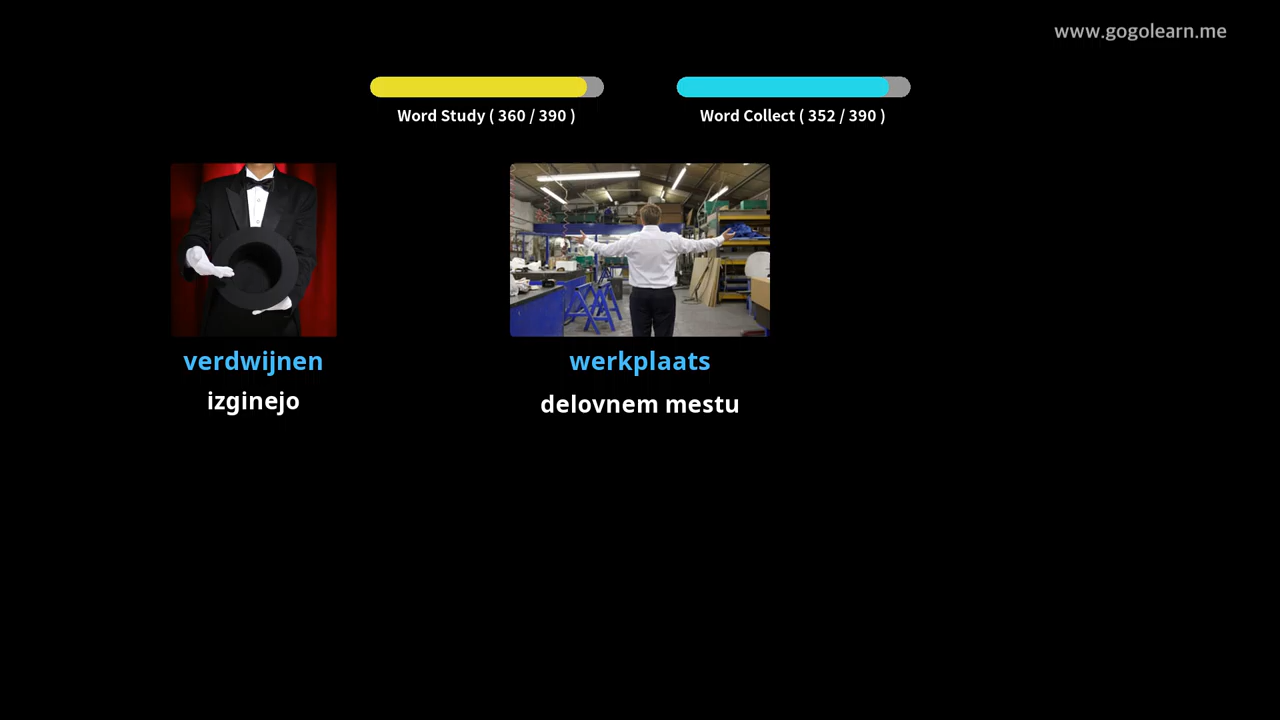 www.gogolearn.me
Word Study ( 360 / 390 )
Word Collect ( 352 / 390 )
verdwijnen
izginejo
werkplaats
delovnem mestu